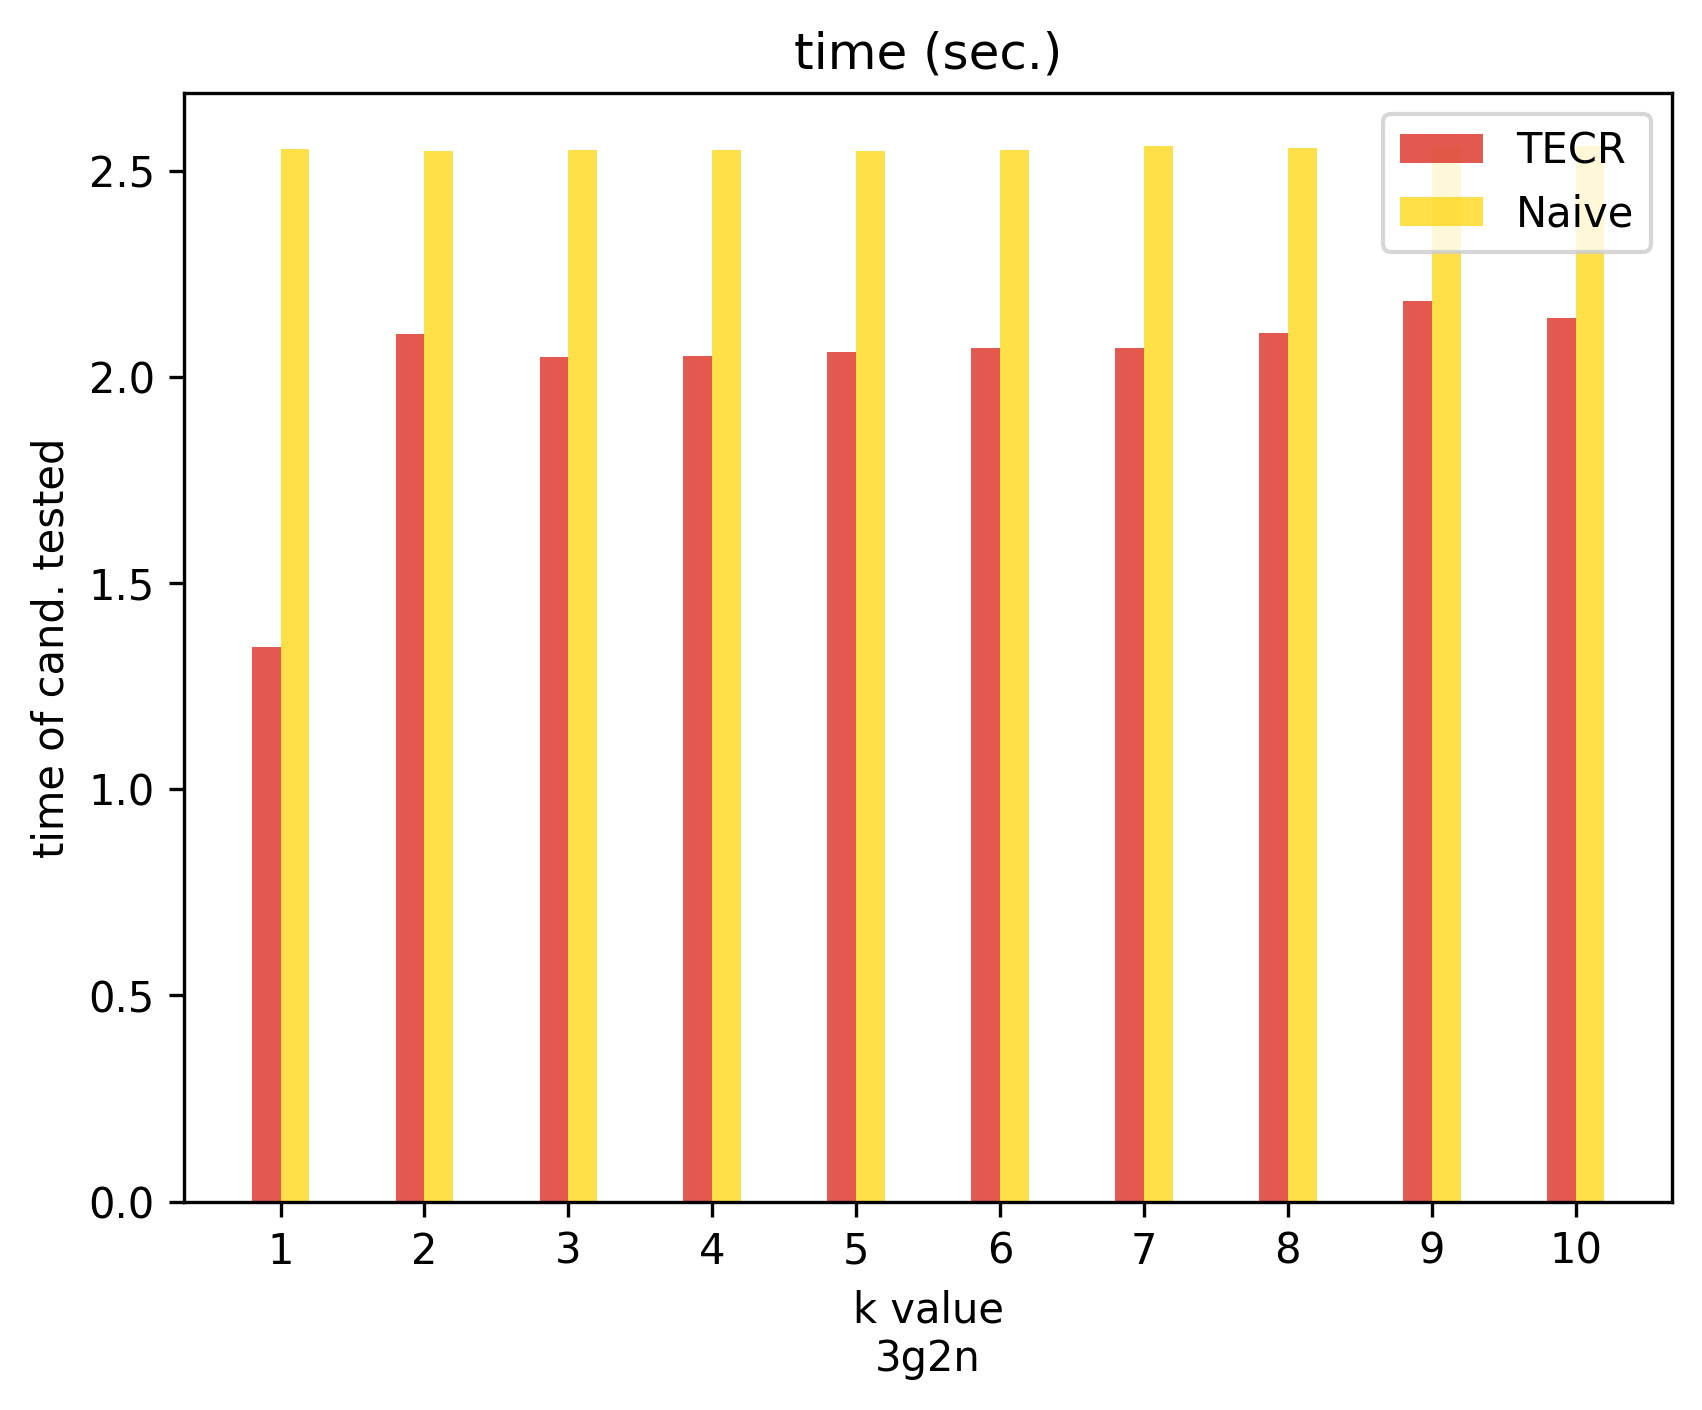 time (sec.)
TECR
Naive
time of cand. tested
2.5
2.0
1.5
1.0
0.5
0.0
1 2 3 4 5 6 7 8 9 10
k value
3g2n